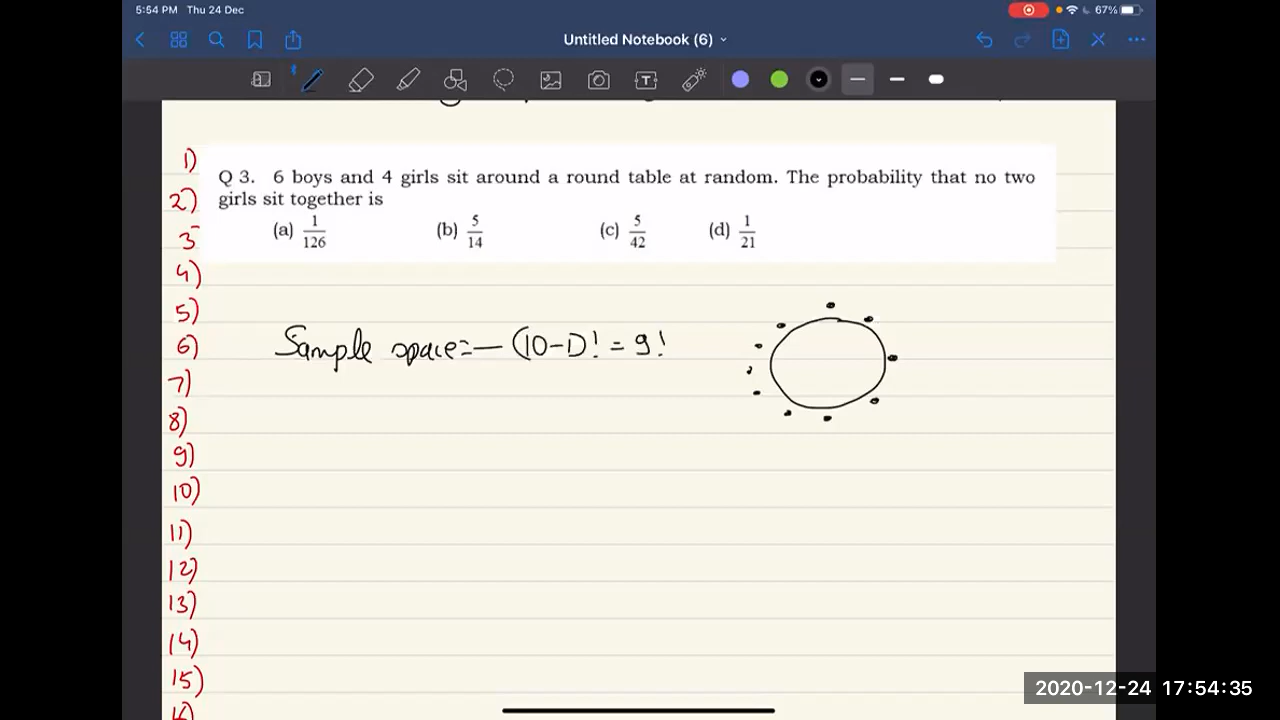 5:54 PM Thu 24 Dec
67%
Untitled Notebook (6)
1)
Q 3. 6 boys and 4 girls sit around a round table at random. The probability that no two
2)
girls sit together is
3
(a) 1/126 (b) 5/14 (c) 5/42 (d) 1/21
4)
5)
6)
Sample space=— (10-1)! = 9!
7)
8)
9)
10)
11)
12)
13)
14)
15)
2020-12-24 17:54:35